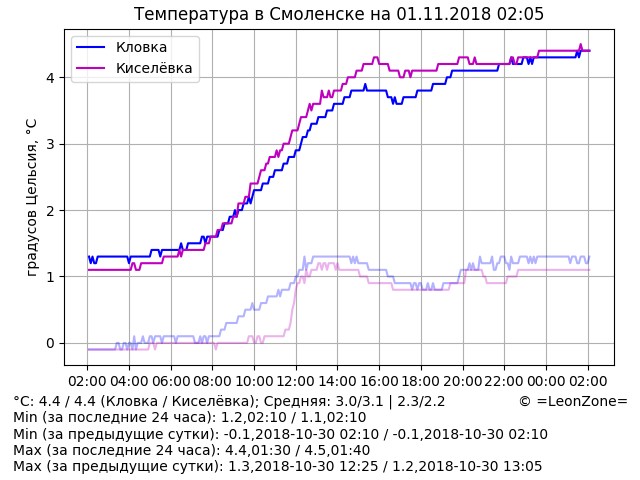 Температура в Смоленске на 01.11.2018 02:05
Кловка
Киселёвка
градусов Цельсия, °C
4
3
2
1
0
02:00 04:00 06:00 08:00 10:00 12:00 14:00 16:00 18:00 20:00 22:00 00:00 02:00
°C: 4.4 / 4.4 (Кловка / Киселёвка); Средняя: 3.0/3.1 | 2.3/2.2 © =LeonZone=
Min (за последние 24 часа): 1.2,02:10 / 1.1,02:10
Min (за предыдущие сутки): -0.1,2018-10-30 02:10 / -0.1,2018-10-30 02:10
Max (за последние 24 часа): 4.4,01:30 / 4.5,01:40
Max (за предыдущие сутки): 1.3,2018-10-30 12:25 / 1.2,2018-10-30 13:05